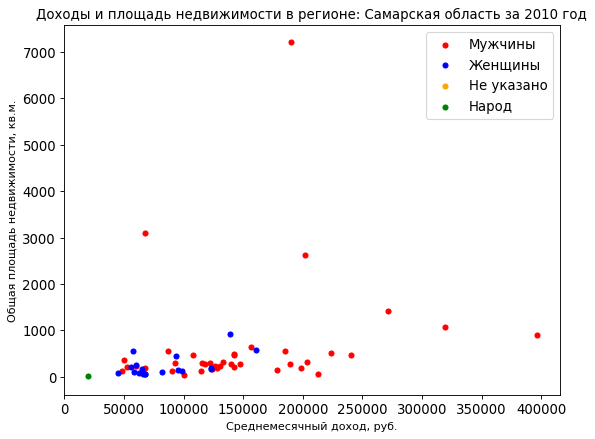 Доходы и площадь недвижимости в регионе: Самарская область за 2010 год
Общая площадь недвижимости, кв.м.
7000
6000
5000
4000
3000
2000
1000
0
Мужчины
Женщины
Не указано
Народ
0 50000 100000 150000 200000 250000 300000 350000 400000
Среднемесячный доход, руб.